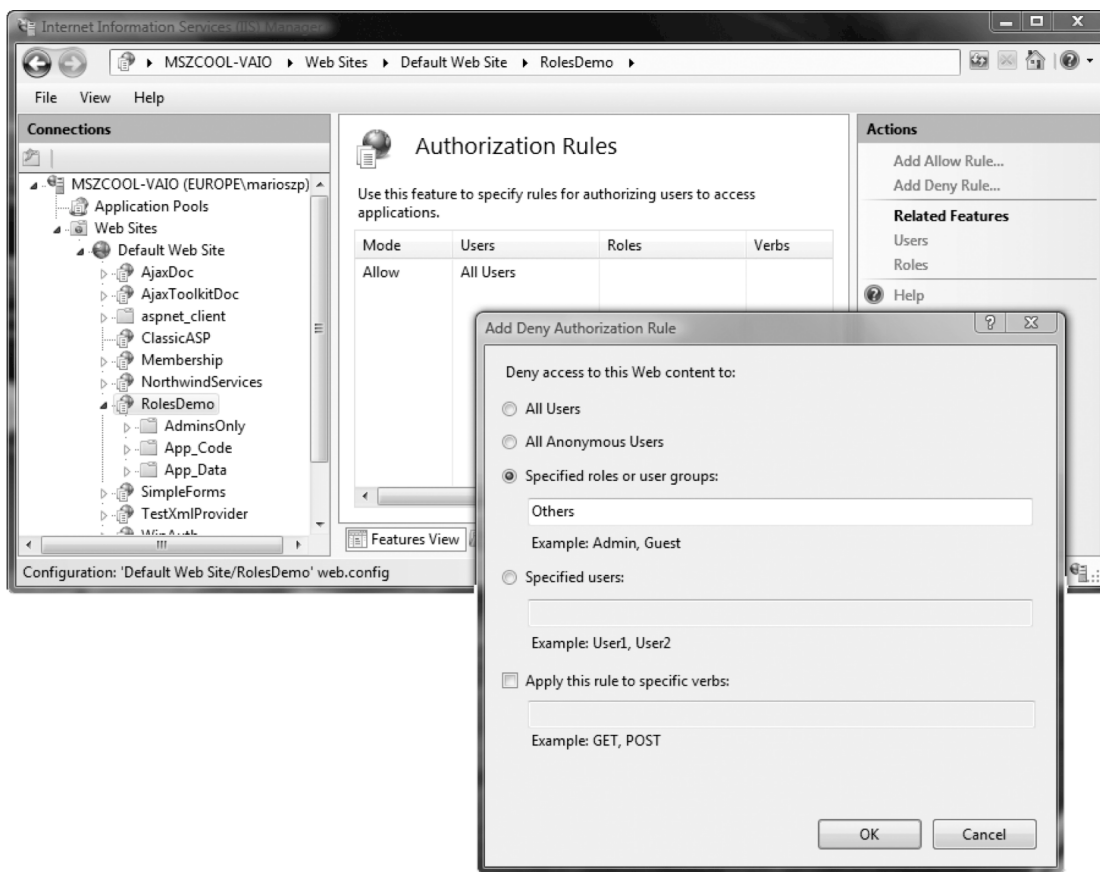 Internet Information Services (IIS) Manager
MSZCOOL-VAIO Web Sites Default Web Site RolesDemo
File View Help
Connections
MSZCOOL-VAIO (EUROPE\marioszp)
Application Pools
Web Sites
Default Web Site
AjaxDoc
AjaxToolkitDoc
aspnet_client
ClassicASP
Membership
NorthwindServices
RolesDemo
AdminsOnly
App_Code
App_Data
SimpleForms
TestXmlProvider
WinAuth
Configuration: 'Default Web Site/RolesDemo' web.config
Authorization Rules
Use this feature to specify rules for authorizing users to access
applications.
Mode Users Roles Verbs
Allow All Users
Features View
Actions
Add Allow Rule...
Add Deny Rule...
Related Features
Users
Roles
Help
Add Deny Authorization Rule
Deny access to this Web content to:
All Users
All Anonymous Users
Specified roles or user groups:
Others
Example: Admin, Guest
Specified users:
Example: User1, User2
Apply this rule to specific verbs:
Example: GET, POST
OK Cancel